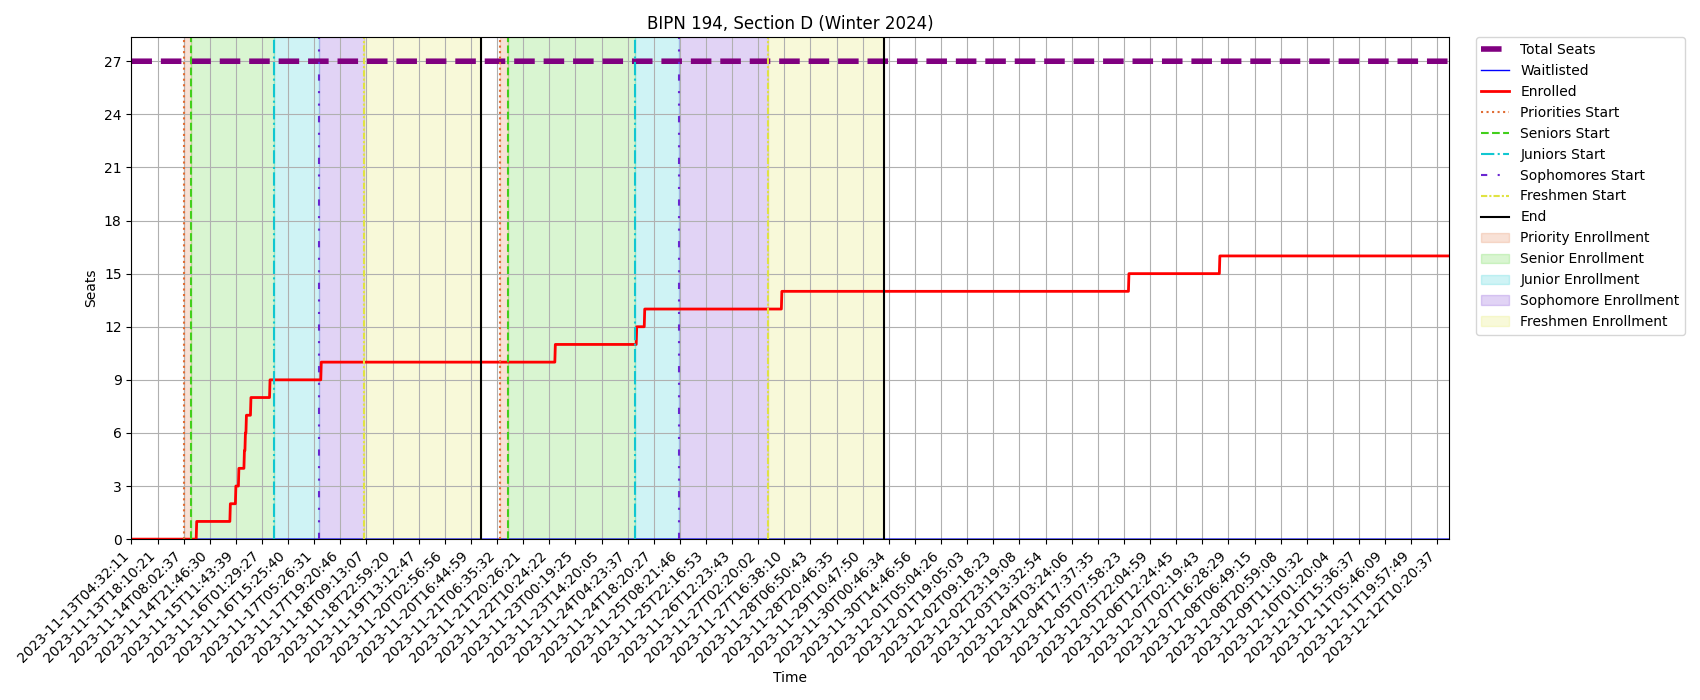 BIPN 194, Section D (Winter 2024)
Seats
27
24
21
18
15
12
9
6
3
0
2023-11-13T04:32:11
2023-11-13T18:10:21
2023-11-14T08:02:37
2023-11-14T21:46:30
2023-11-15T11:43:39
2023-11-16T01:29:27
2023-11-16T15:25:40
2023-11-17T05:26:31
2023-11-17T19:20:46
2023-11-18T09:13:07
2023-11-18T22:59:20
2023-11-19T13:12:47
2023-11-20T02:56:56
2023-11-20T16:44:59
2023-11-21T06:35:32
2023-11-21T20:26:21
2023-11-22T10:24:22
2023-11-23T00:19:25
2023-11-23T14:20:05
2023-11-24T04:23:37
2023-11-24T18:20:27
2023-11-25T08:21:46
2023-11-25T22:16:53
2023-11-26T12:23:43
2023-11-27T02:20:02
2023-11-27T16:38:10
2023-11-28T06:50:43
2023-11-28T20:46:35
2023-11-29T10:47:50
2023-11-30T00:46:34
2023-11-30T14:46:56
2023-12-01T05:04:26
2023-12-01T19:05:03
2023-12-02T09:18:23
2023-12-02T23:19:08
2023-12-03T13:32:54
2023-12-04T03:24:06
2023-12-04T17:37:35
2023-12-05T07:58:23
2023-12-05T22:04:59
2023-12-06T12:24:45
2023-12-07T02:19:43
2023-12-07T16:28:29
2023-12-08T06:49:15
2023-12-08T20:59:08
2023-12-09T11:10:32
2023-12-10T01:20:04
2023-12-10T15:36:37
2023-12-11T05:46:09
2023-12-11T19:57:49
2023-12-12T10:20:37
Time
Total Seats
Waitlisted
Enrolled
Priorities Start
Seniors Start
Juniors Start
Sophomores Start
Freshmen Start
End
Priority Enrollment
Senior Enrollment
Junior Enrollment
Sophomore Enrollment
Freshmen Enrollment